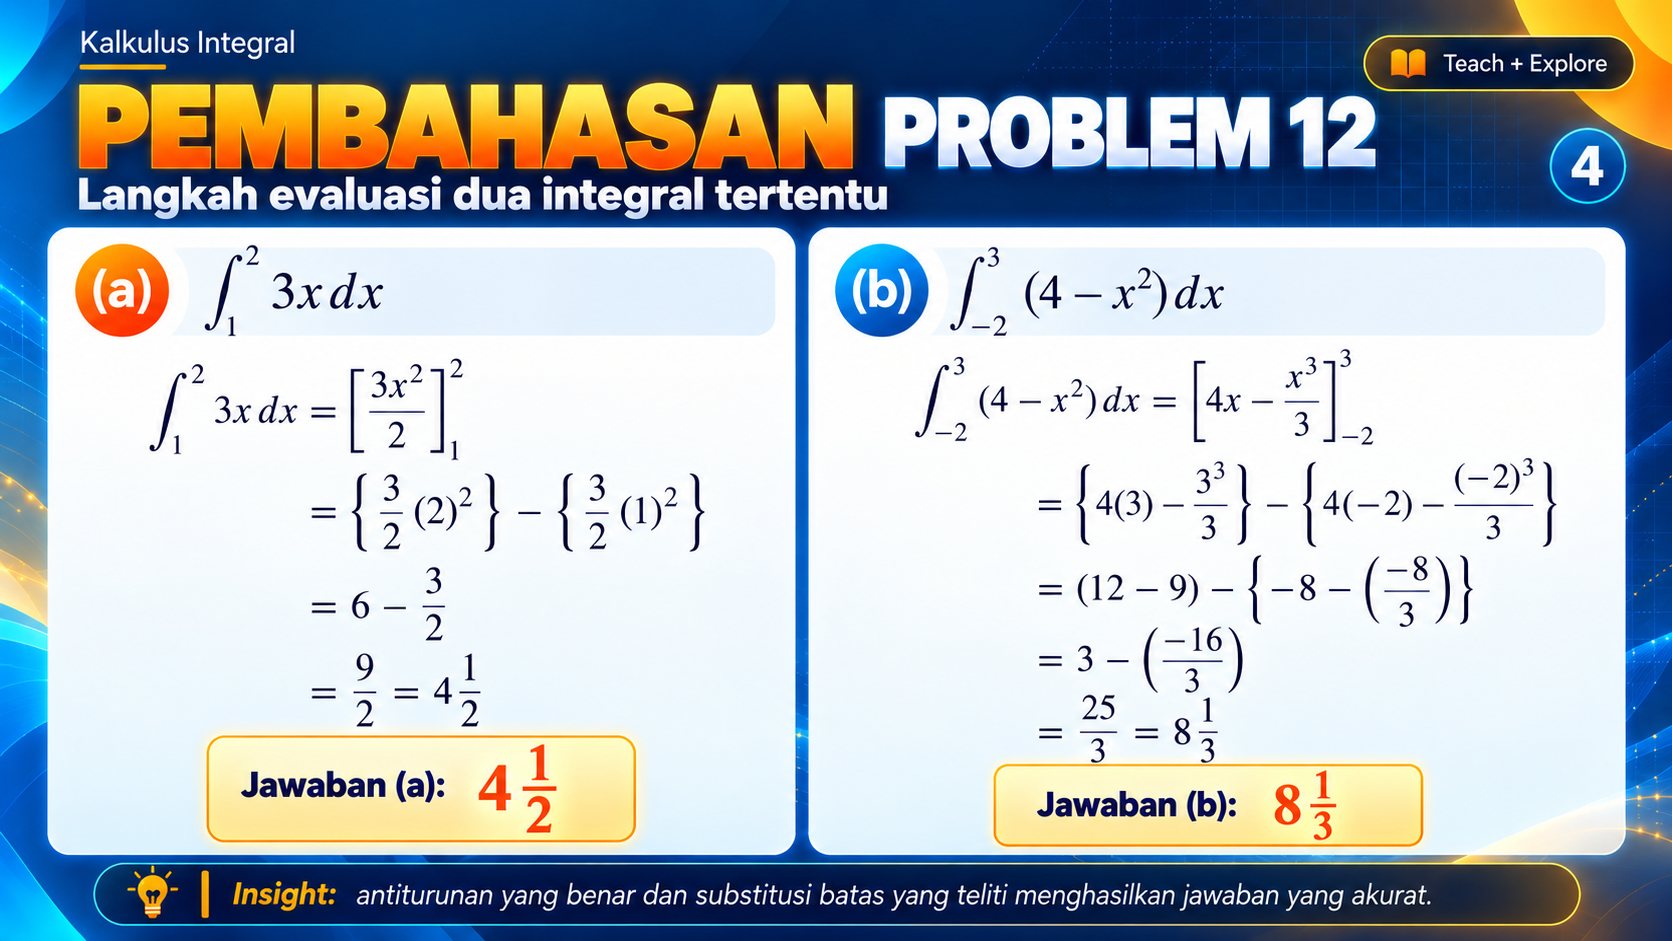 Kalkulus Integral
Teach + Explore
PEMBAHASAN PROBLEM 12
4
Langkah evaluasi dua integral tertentu
(a) ∫₁² 3x dx
∫₁² 3x dx = [3x²/2]₁²
= {3/2 (2)²} − {3/2 (1)²}
= 6 − 3/2
= 9/2 = 4 1/2
Jawaban (a): 4 1/2
(b) ∫₋₂³ (4 − x²) dx
∫₋₂³ (4 − x²) dx = [4x − x³/3]₋₂³
= {4(3) − 3³/3} − {4(−2) − (−2)³/3}
= (12 − 9) − {−8 − (−8/3)}
= 3 − (−16/3)
= 25/3 = 8 1/3
Jawaban (b): 8 1/3
Insight: antiturunan yang benar dan substitusi batas yang teliti menghasilkan jawaban yang akurat.